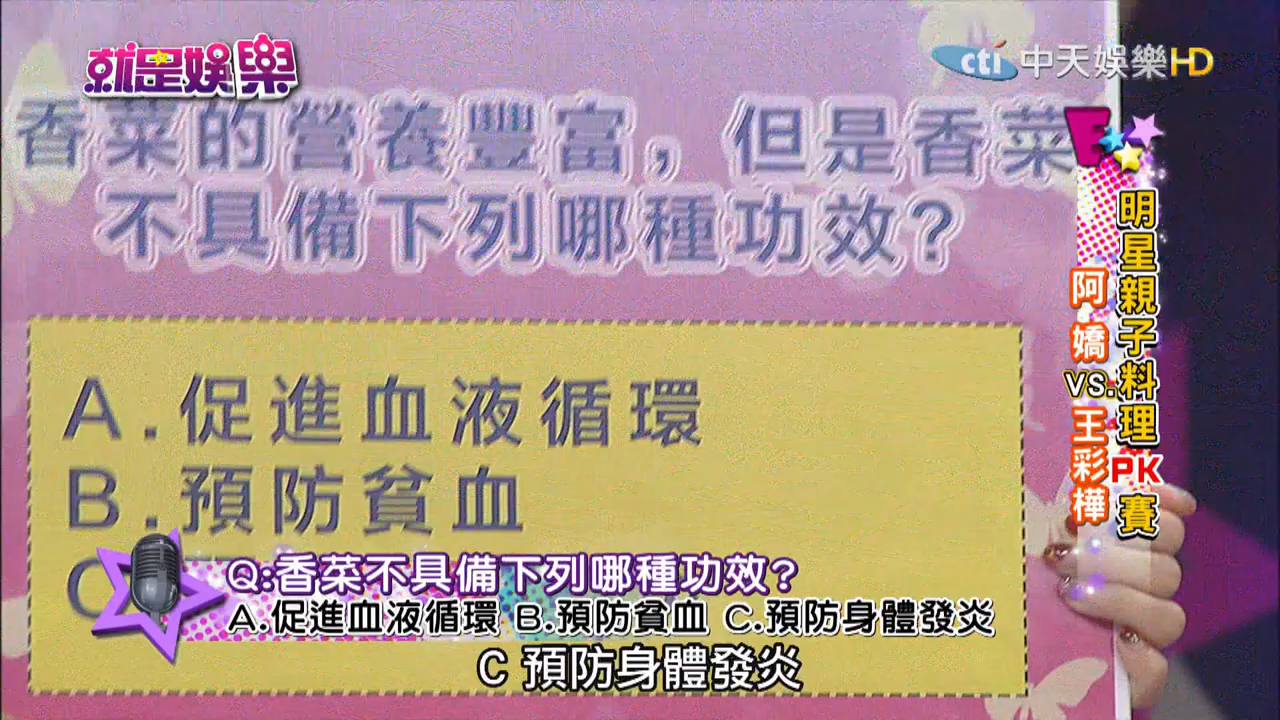 就是娛樂
cti 中天娛樂HD
香菜的營養豐富，但是香菜
不具備下列哪種功效?
A.促進血液循環
B.預防貧血
C
明星親子料理PK賽
阿嬌VS.王彩樺
Q:香菜不具備下列哪種功效?
A.促進血液循環 B.預防貧血 C.預防身體發炎
C 預防身體發炎